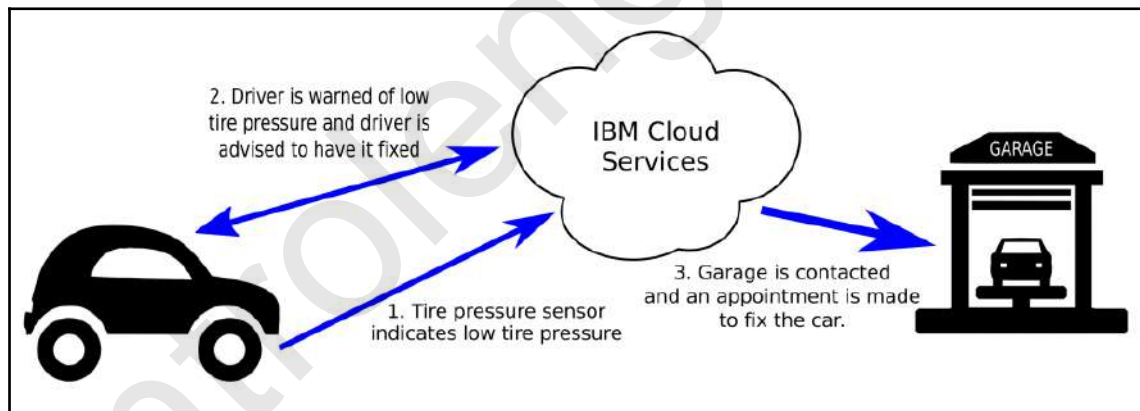 2. Driver is warned of low
tire pressure and driver is
advised to have it fixed
IBM Cloud
Services
GARAGE
1. Tire pressure sensor
indicates low tire pressure
3. Garage is contacted
and an appointment is made
to fix the car.